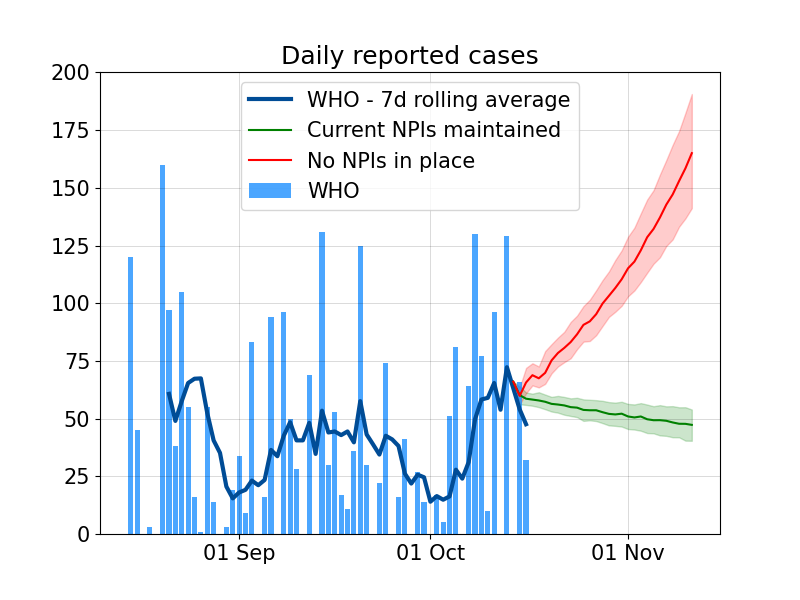 Daily reported cases
200
175
150
125
100
75
50
25
0
WHO - 7d rolling average
Current NPIs maintained
No NPIs in place
WHO
01 Sep
01 Oct
01 Nov